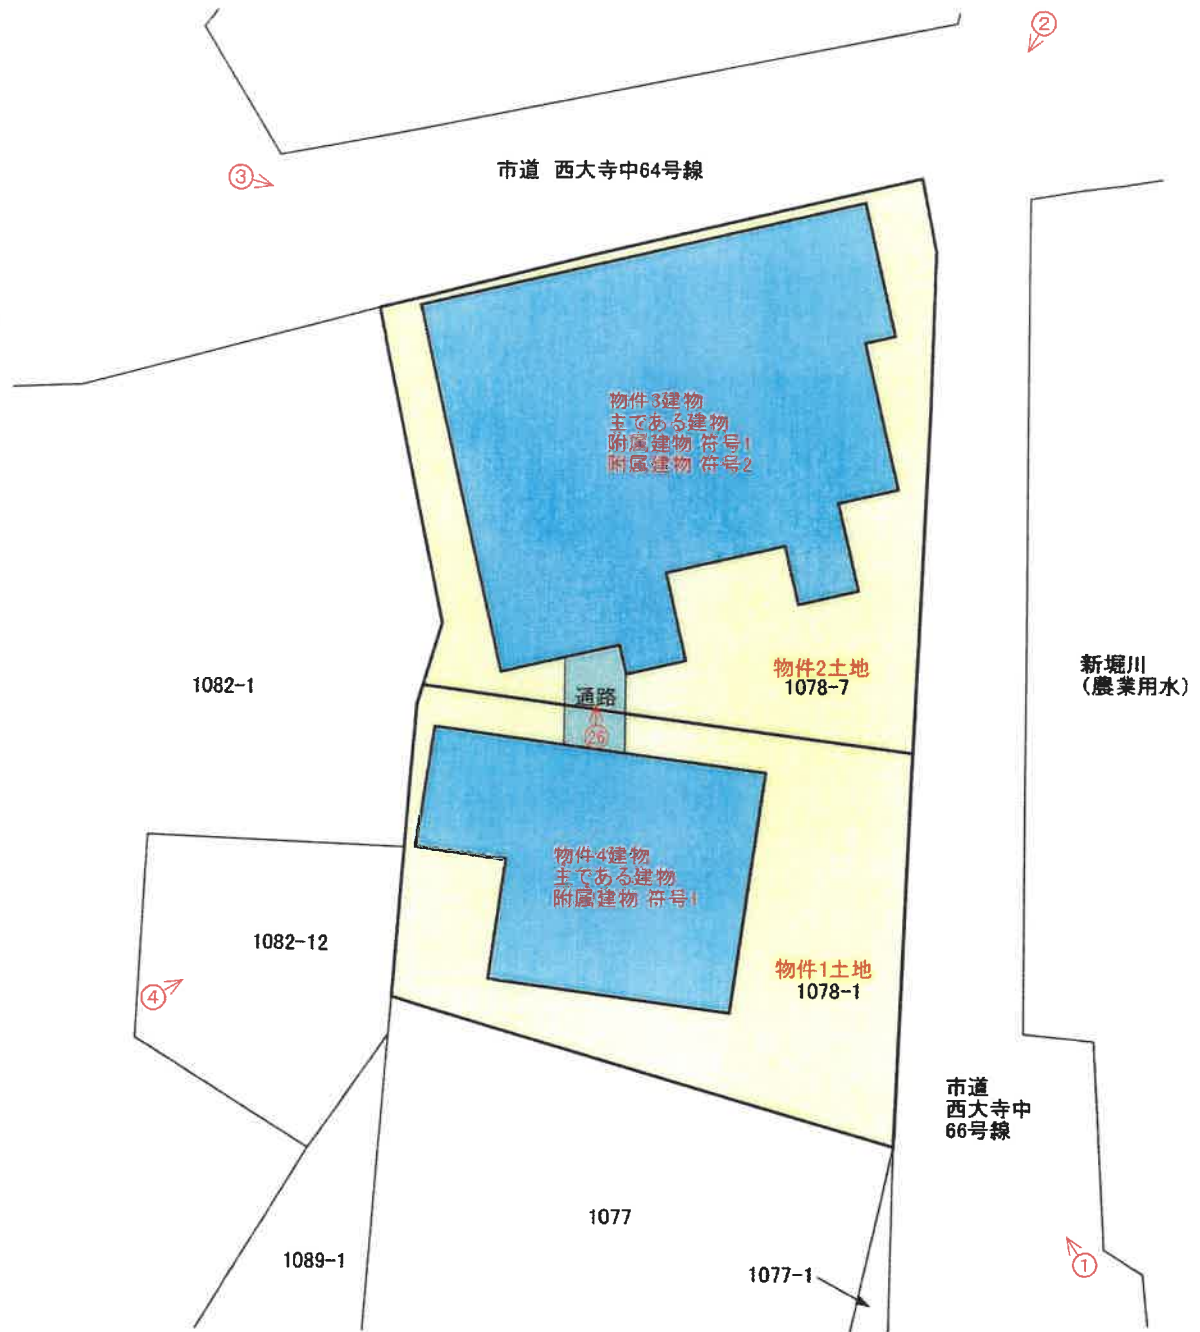 ②
市道 西大寺中64号線
③
物件3建物
主である建物
附属建物 符号1
附属建物 符号2
新堀川
(農業用水)
物件2土地
1078-7
1082-1
通路
㉖
物件4建物
主である建物
附属建物 符号1
1082-12
物件1土地
1078-1
④
市道
西大寺中
66号線
1077
1089-1
1077-1
①